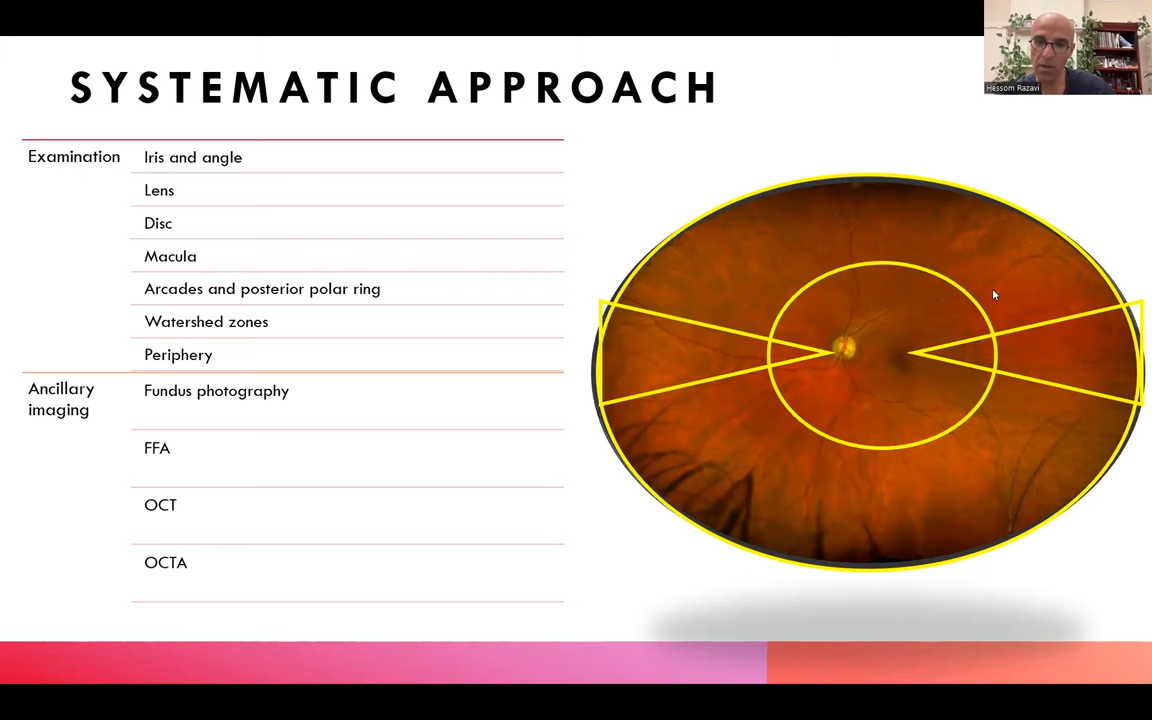 SYSTEMATIC APPROACH
Hessom Razavi
Examination
Iris and angle
Lens
Disc
Macula
Arcades and posterior polar ring
Watershed zones
Periphery
Ancillary
imaging
Fundus photography
FFA
OCT
OCTA